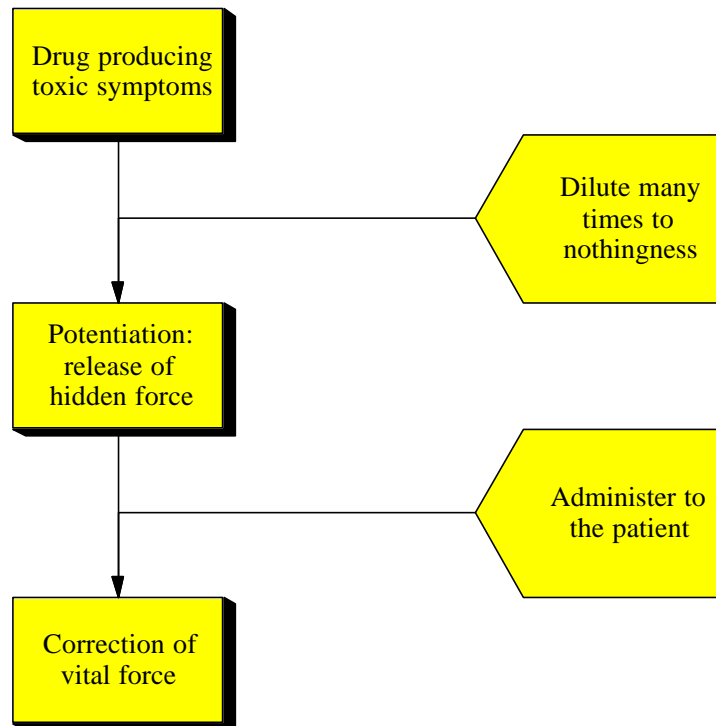 Drug producing
toxic symptoms
Dilute many
times to
nothingness
Potentiation:
release of
hidden force
Administer to
the patient
Correction of
vital force